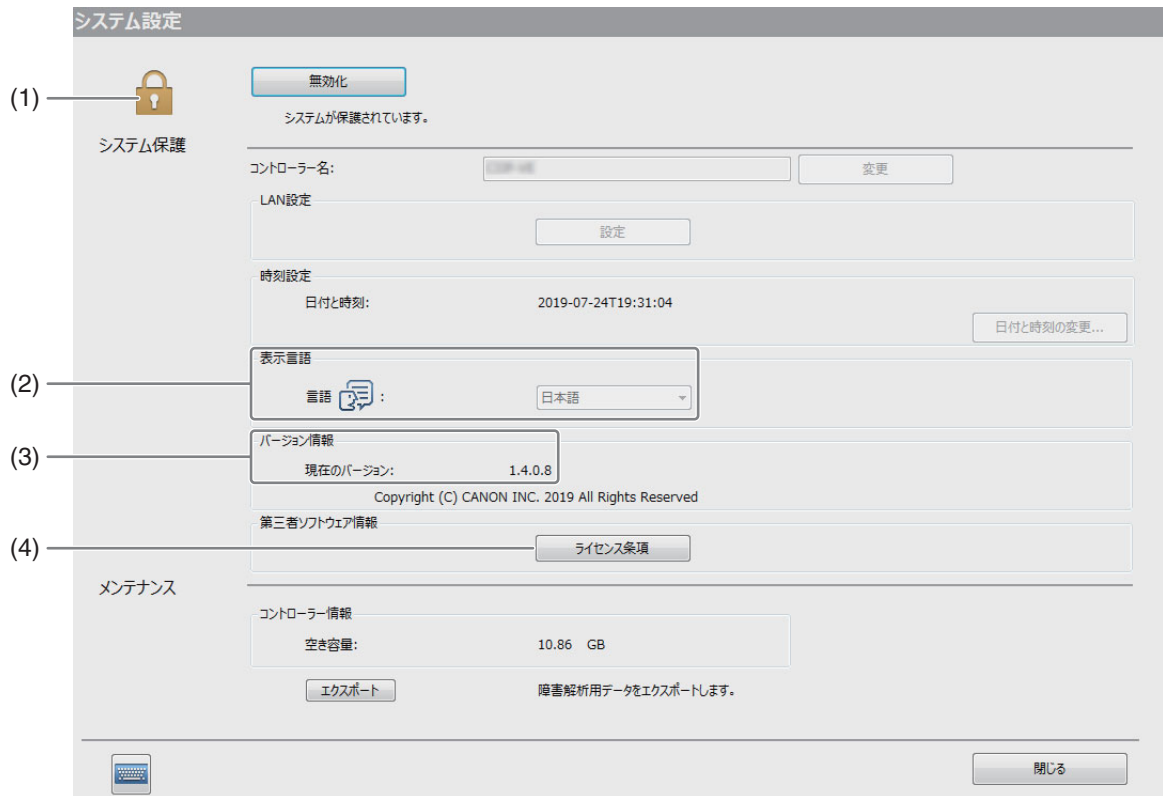 システム設定
(1)
無効化
システムが保護されています。
システム保護
コントローラー名:
変更
LAN設定
設定
時刻設定
日付と時刻: 2019-07-24T19:31:04
日付と時刻の変更...
表示言語
(2)
言語 : 日本語
バージョン情報
(3)
現在のバージョン: 1.4.0.8
Copyright (C) CANON INC. 2019 All Rights Reserved
第三者ソフトウェア情報
(4)
ライセンス条項
メンテナンス
コントローラー情報
空き容量: 10.86 GB
エクスポート 障害解析用データをエクスポートします。
閉じる